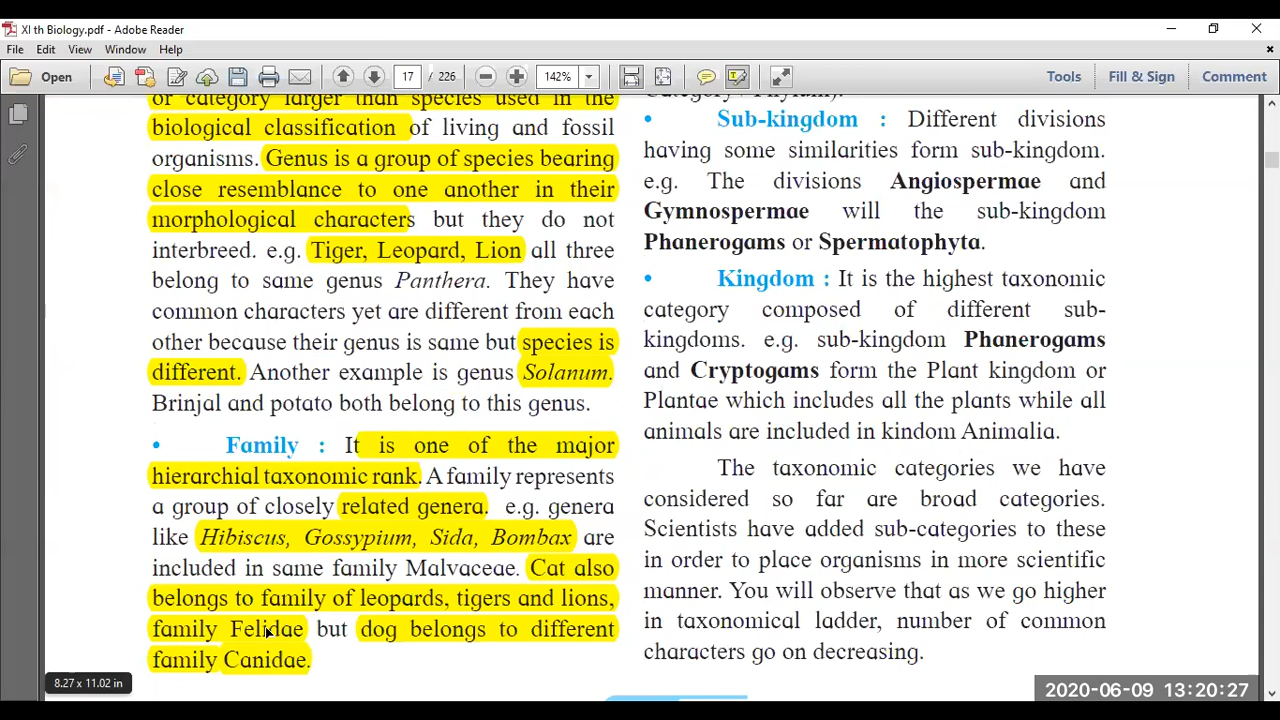 XI th Biology.pdf - Adobe Reader
File Edit View Window Help
Open 17 / 226 142% Tools Fill & Sign Comment
or category larger than species used in the
biological classification of living and fossil
organisms. Genus is a group of species bearing
close resemblance to one another in their
morphological characters but they do not
interbreed. e.g. Tiger, Leopard, Lion all three
belong to same genus Panthera. They have
common characters yet are different from each
other because their genus is same but species is
different. Another example is genus Solanum.
Brinjal and potato both belong to this genus.
• Family : It is one of the major
hierarchial taxonomic rank. A family represents
a group of closely related genera. e.g. genera
like Hibiscus, Gossypium, Sida, Bombax are
included in same family Malvaceae. Cat also
belongs to family of leopards, tigers and lions,
family Felidae but dog belongs to different
family Canidae.
Category : Phylum).
• Sub-kingdom : Different divisions
having some similarities form sub-kingdom.
e.g. The divisions Angiospermae and
Gymnospermae will the sub-kingdom
Phanerogams or Spermatophyta.
• Kingdom : It is the highest taxonomic
category composed of different sub-
kingdoms. e.g. sub-kingdom Phanerogams
and Cryptogams form the Plant kingdom or
Plantae which includes all the plants while all
animals are included in kindom Animalia.
The taxonomic categories we have
considered so far are broad categories.
Scientists have added sub-categories to these
in order to place organisms in more scientific
manner. You will observe that as we go higher
in taxonomical ladder, number of common
characters go on decreasing.
8.27 x 11.02 in
2020-06-09 13:20:27